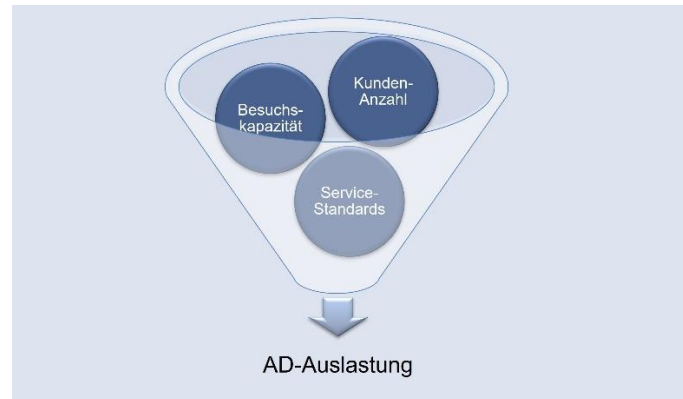 Kunden-
Anzahl
Besuchs-
kapazität
Service-
Standards
AD-Auslastung